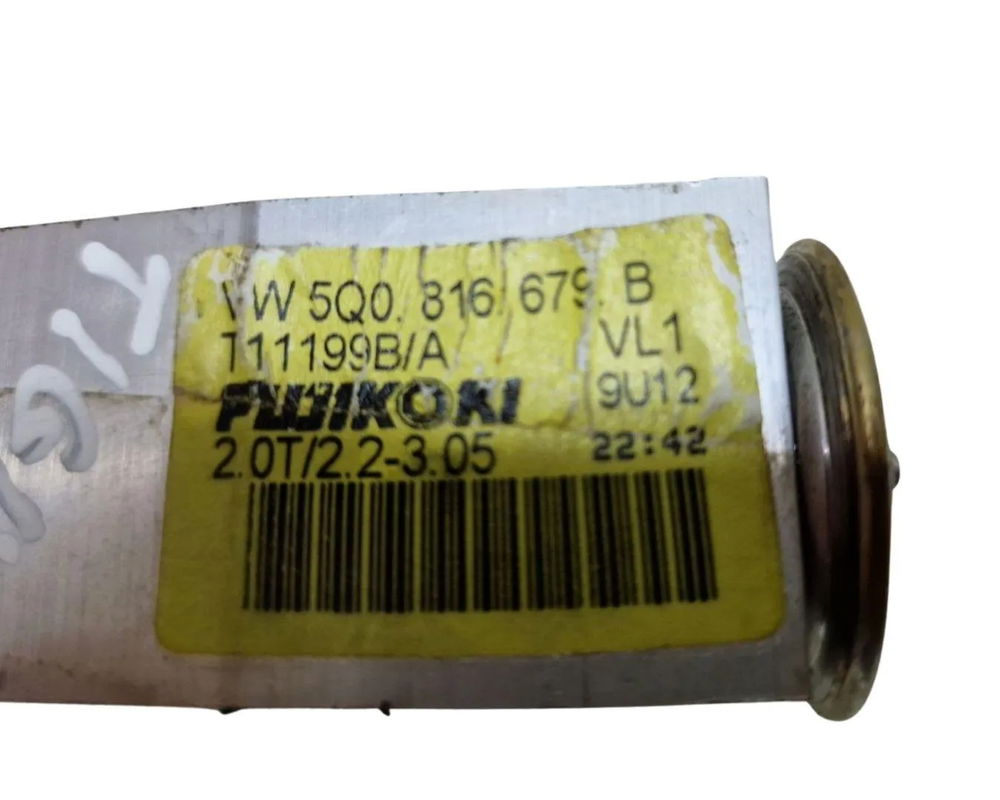 VW 5Q0. 816. 679. B
T11199B/A VL1
FUJIKOKI 9U12
2.0T/2.2-3.05 22:42